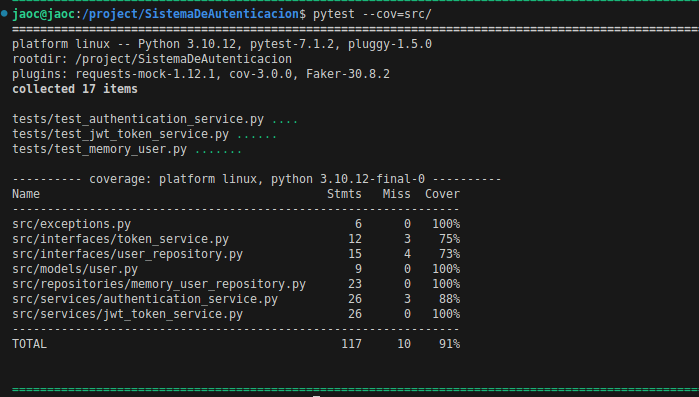 jaoc@jaoc:/project/SistemaDeAutenticacion$ pytest --cov=src/
================================================================================
platform linux -- Python 3.10.12, pytest-7.1.2, pluggy-1.5.0
rootdir: /project/SistemaDeAutenticacion
plugins: requests-mock-1.12.1, cov-3.0.0, Faker-30.8.2
collected 17 items

tests/test_authentication_service.py ....
tests/test_jwt_token_service.py ......
tests/test_memory_user.py .......

---------- coverage: platform linux, python 3.10.12-final-0 ----------
Name                                         Stmts   Miss  Cover
----------------------------------------------------------------
src/exceptions.py                                6      0   100%
src/interfaces/token_service.py                 12      3    75%
src/interfaces/user_repository.py               15      4    73%
src/models/user.py                               9      0   100%
src/repositories/memory_user_repository.py      23      0   100%
src/services/authentication_service.py          26      3    88%
src/services/jwt_token_service.py               26      0   100%
----------------------------------------------------------------
TOTAL                                          117     10    91%

================================================================================